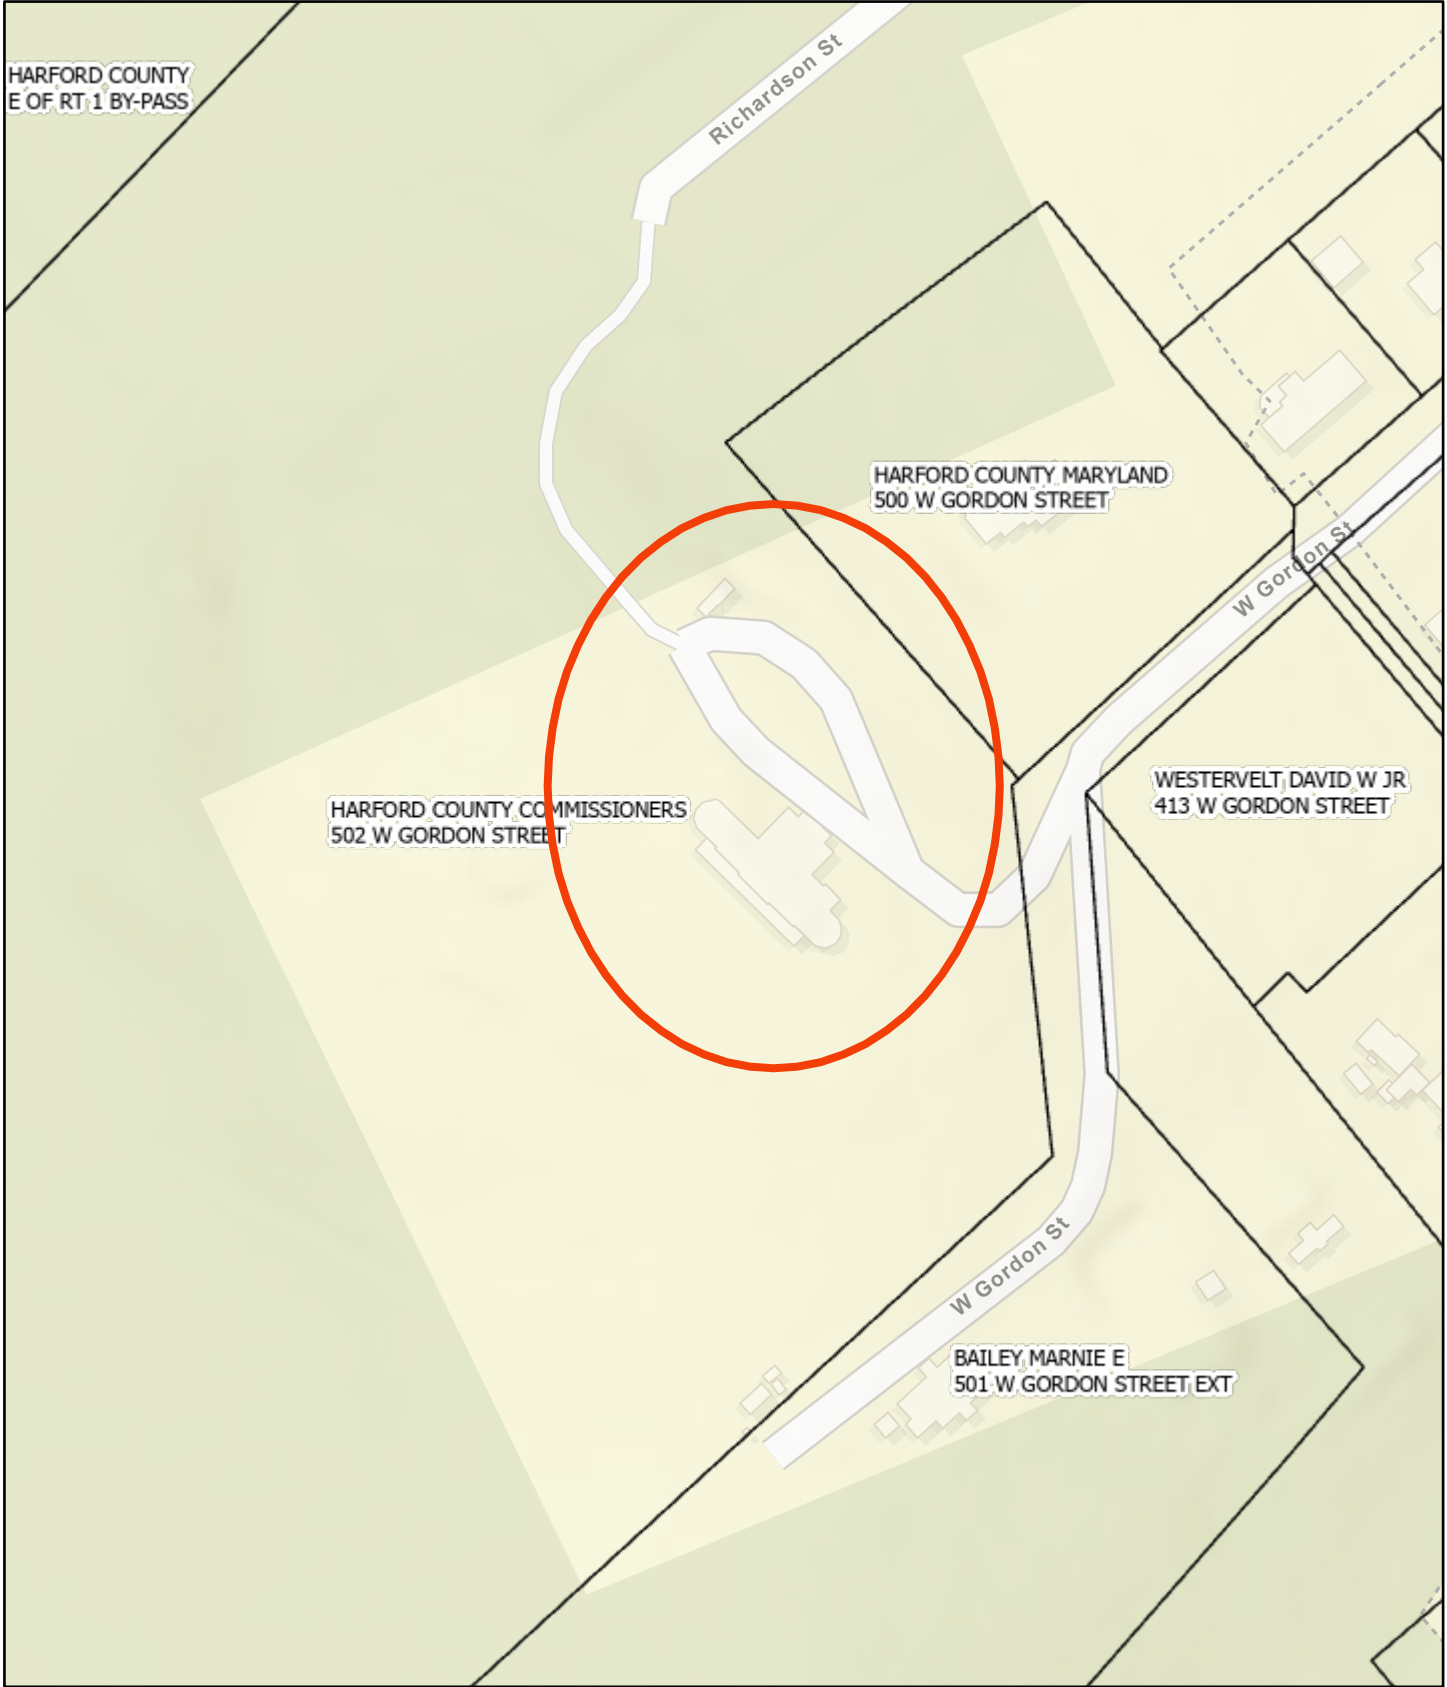 HARFORD COUNTY
E OF RT 1 BY-PASS
Richardson St
HARFORD COUNTY MARYLAND
500 W GORDON STREET
W Gordon St
WESTERVELT DAVID W JR
413 W GORDON STREET
HARFORD COUNTY COMMISSIONERS
502 W GORDON STREET
W Gordon St
BAILEY MARNIE E
501 W GORDON STREET EXT